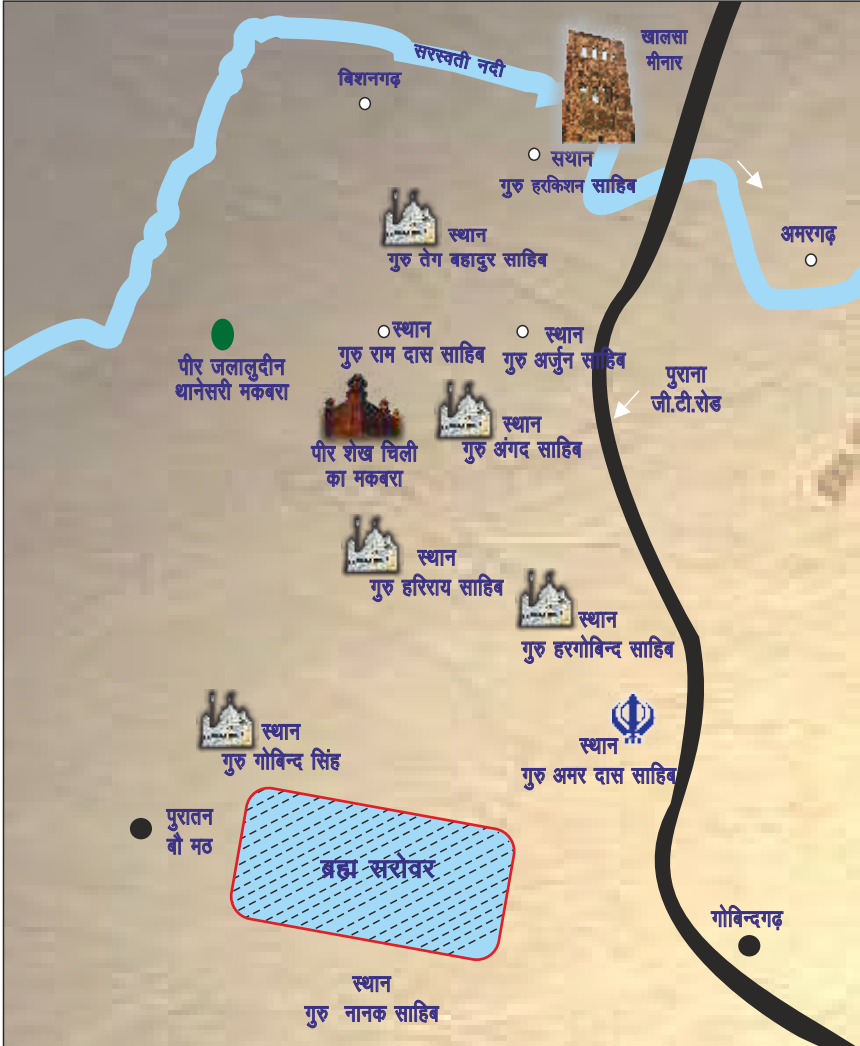 खालसा
मीनार
सरस्वती नदी
बिशनगढ़
सथान
गुरु हरकिशन साहिब
स्थान
गुरु तेग बहादुर साहिब
अमरगढ़
स्थान
गुरु राम दास साहिब
स्थान
गुरु अर्जुन साहिब
पीर जलालुदीन
थानेसरी मकबरा
पुराना
जी.टी.रोड
स्थान
गुरु अंगद साहिब
पीर शेख चिली
का मकबरा
स्थान
गुरु हरिराय साहिब
स्थान
गुरु हरगोबिन्द साहिब
स्थान
गुरु गोबिन्द सिंह
स्थान
गुरु अमर दास साहिब
पुरातन
बौ मठ
ब्रह्म सरोवर
गोबिन्दगढ़
स्थान
गुरु नानक साहिब